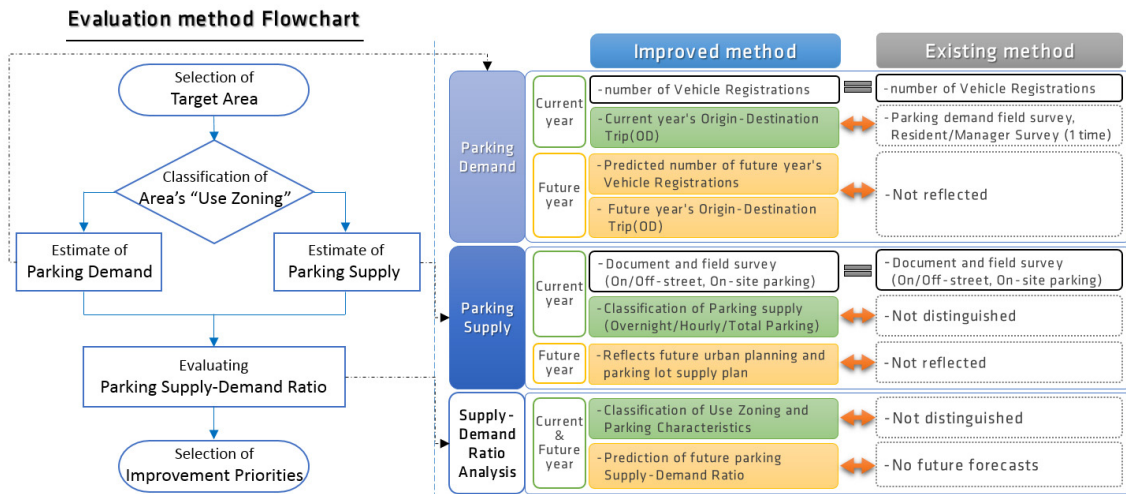 Evaluation method Flowchart
Selection of
Target Area
Classification of
Area's "Use Zoning"
Estimate of
Parking Demand
Estimate of
Parking Supply
Evaluating
Parking Supply-Demand Ratio
Selection of
Improvement Priorities
Improved method
Existing method
Parking
Demand
Current
year
-number of Vehicle Registrations
-number of Vehicle Registrations
-Current year's Origin-Destination
Trip(OD)
-Parking demand field survey,
Resident/Manager Survey (1 time)
Future
year
-Predicted number of future year's
Vehicle Registrations
- Future year's Origin-Destination
Trip(OD)
-Not reflected
Parking
Supply
Current
year
-Document and field survey
(On/Off-street, On-site parking)
-Document and field survey
(On/Off-street, On-site parking)
-Classification of Parking supply
(Overnight/Hourly/Total Parking)
-Not distinguished
Future
year
-Reflects future urban planning and
parking lot supply plan
-Not reflected
Supply-
Demand
Ratio
Analysis
Current
&
Future
year
-Classification of Use Zoning and
Parking Characteristics
-Not distinguished
-Prediction of future parking
Supply-Demand Ratio
-No future forecasts